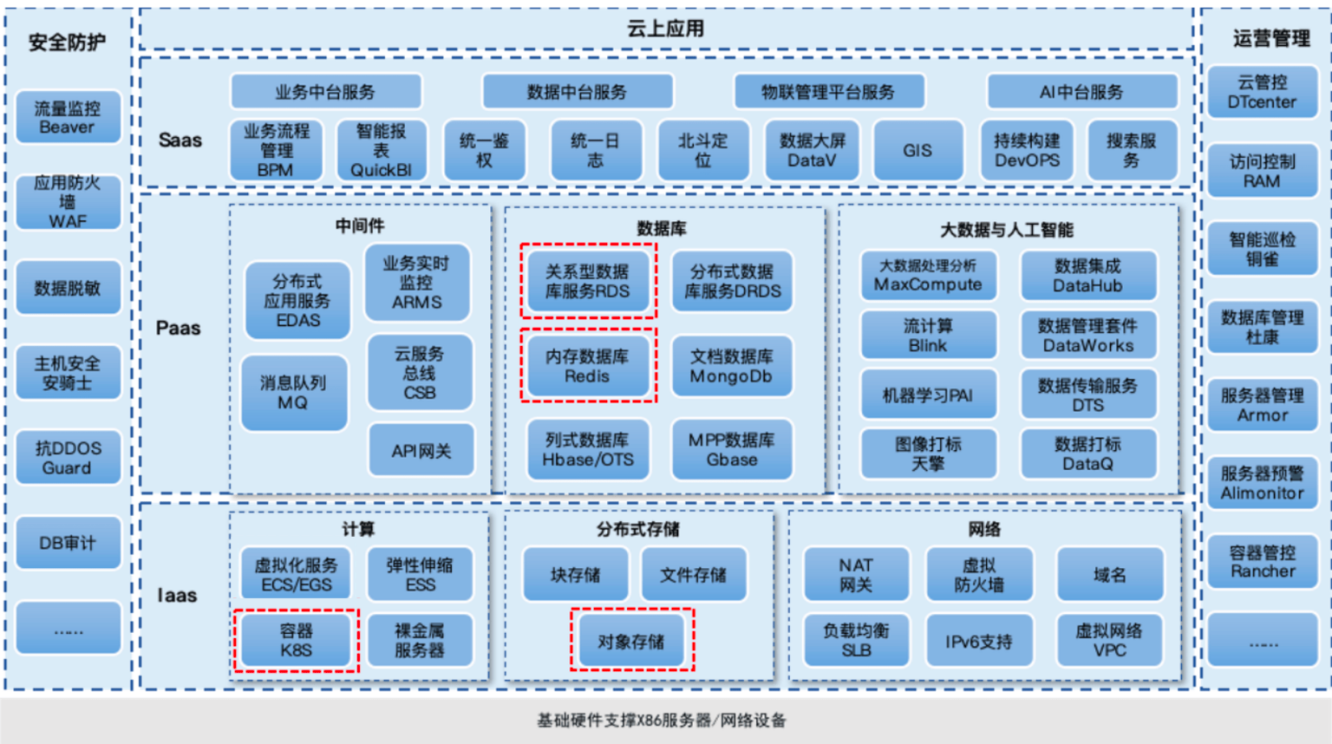 安全防护
流量监控
Beaver
应用防火
墙
WAF
数据脱敏
主机安全
安骑士
抗DDOS
Guard
DB审计
......
云上应用
Saas
业务中台服务
数据中台服务
物联管理平台服务
AI中台服务
业务流程
管理
BPM
智能报
表
QuickBI
统一鉴
权
统一日
志
北斗定
位
数据大屏
DataV
GIS
持续构建
DevOPS
搜索服
务
Paas
中间件
分布式
应用服务
EDAS
业务实时
监控
ARMS
消息队列
MQ
云服务
总线
CSB
API网关
数据库
关系型数据
库服务RDS
分布式数据
库服务DRDS
内存数据库
Redis
文档数据库
MongoDb
列式数据库
Hbase/OTS
MPP数据库
Gbase
大数据与人工智能
大数据处理分析
MaxCompute
数据集成
DataHub
流计算
Blink
数据管理套件
DataWorks
机器学习PAI
数据传输服务
DTS
图像打标
天擎
数据打标
DataQ
Iaas
计算
虚拟化服务
ECS/EGS
弹性伸缩
ESS
容器
K8S
裸金属
服务器
分布式存储
块存储
文件存储
对象存储
网络
NAT
网关
虚拟
防火墙
域名
负载均衡
SLB
IPv6支持
虚拟网络
VPC
运营管理
云管控
DTcenter
访问控制
RAM
智能巡检
铜雀
数据库管理
杜康
服务器管理
Armor
服务器预警
Alimonitor
容器管控
Rancher
......
基础硬件支撑X86服务器/网络设备